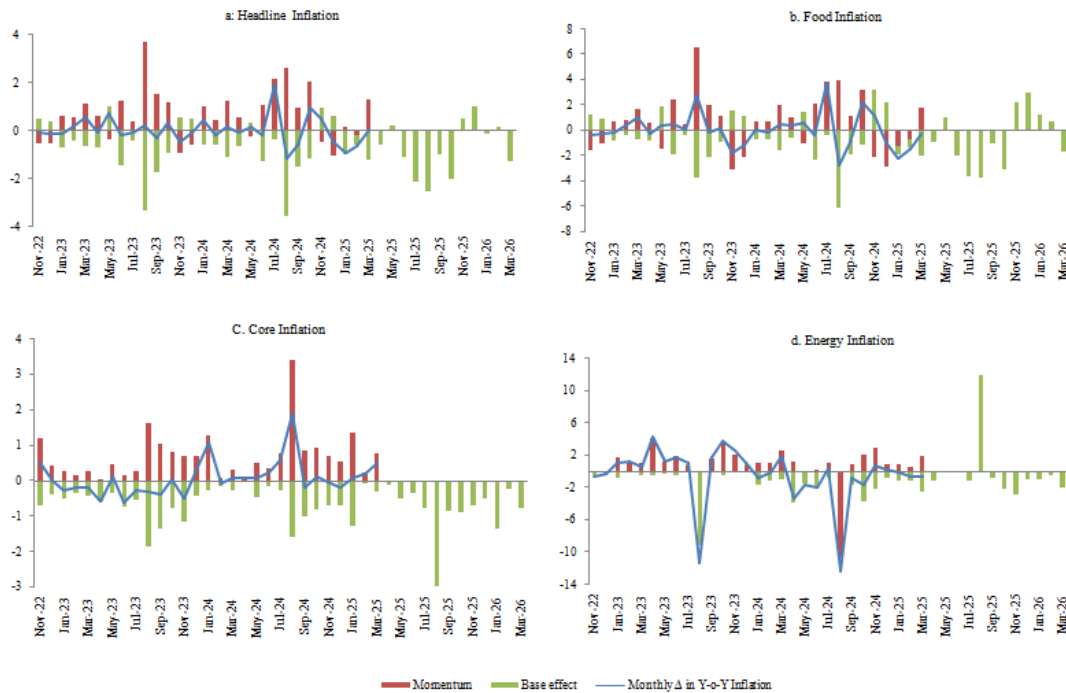 a: Headline Inflation
4
2
0
-2
-4
Nov-22
Jan-23
Mar-23
May-23
Jul-23
Sep-23
Nov-23
Jan-24
Mar-24
May-24
Jul-24
Sep-24
Nov-24
Jan-25
Mar-25
May-25
Jul-25
Sep-25
Nov-25
Jan-26
Mar-26
b. Food Inflation
8
6
4
2
0
-2
-4
-6
-8
Nov-22
Jan-23
Mar-23
May-23
Jul-23
Sep-23
Nov-23
Jan-24
Mar-24
May-24
Jul-24
Sep-24
Nov-24
Jan-25
Mar-25
May-25
Jul-25
Sep-25
Nov-25
Jan-26
Mar-26
C. Core Inflation
4
3
2
1
0
-1
-2
-3
Nov-22
Jan-23
Mar-23
May-23
Jul-23
Sep-23
Nov-23
Jan-24
Mar-24
May-24
Jul-24
Sep-24
Nov-24
Jan-25
Mar-25
May-25
Jul-25
Sep-25
Nov-25
Jan-26
Mar-26
d. Energy Inflation
14
10
6
2
-2
-6
-10
-14
Nov-22
Jan-23
Mar-23
May-23
Jul-23
Sep-23
Nov-23
Jan-24
Mar-24
May-24
Jul-24
Sep-24
Nov-24
Jan-25
Mar-25
May-25
Jul-25
Sep-25
Nov-25
Jan-26
Mar-26
Momentum Base effect Monthly Δ in Y-o-Y Inflation